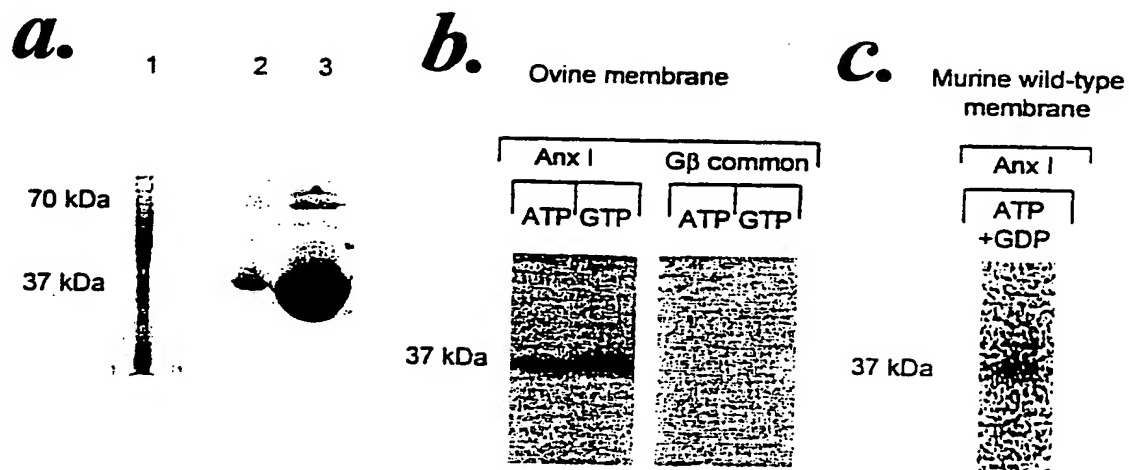 a.
1 2 3
70 kDa
37 kDa
b.
Ovine membrane
Anx I Gβ common
ATP GTP ATP GTP
37 kDa
c.
Murine wild-type
membrane
Anx I
ATP
+GDP
37 kDa